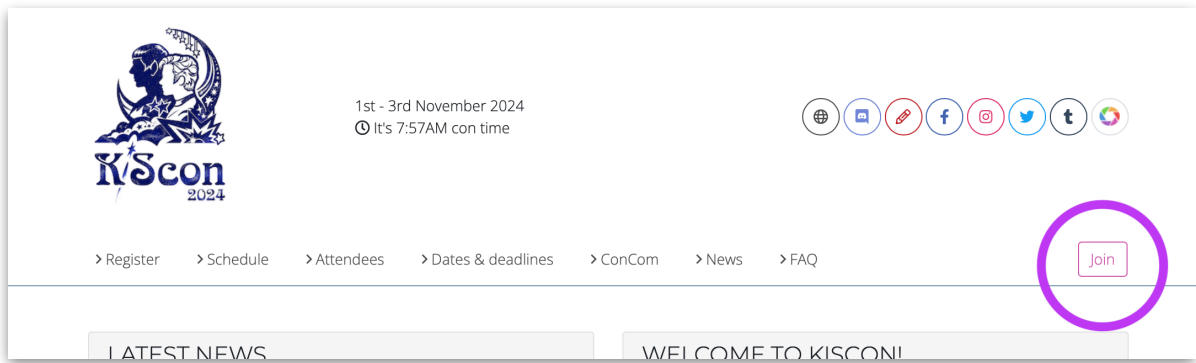 K/Scon
2024
1st - 3rd November 2024
It's 7:57AM con time
Register
Schedule
Attendees
Dates & deadlines
ConCom
News
FAQ
Join
LATEST NEWS
WELCOME TO KISCON!